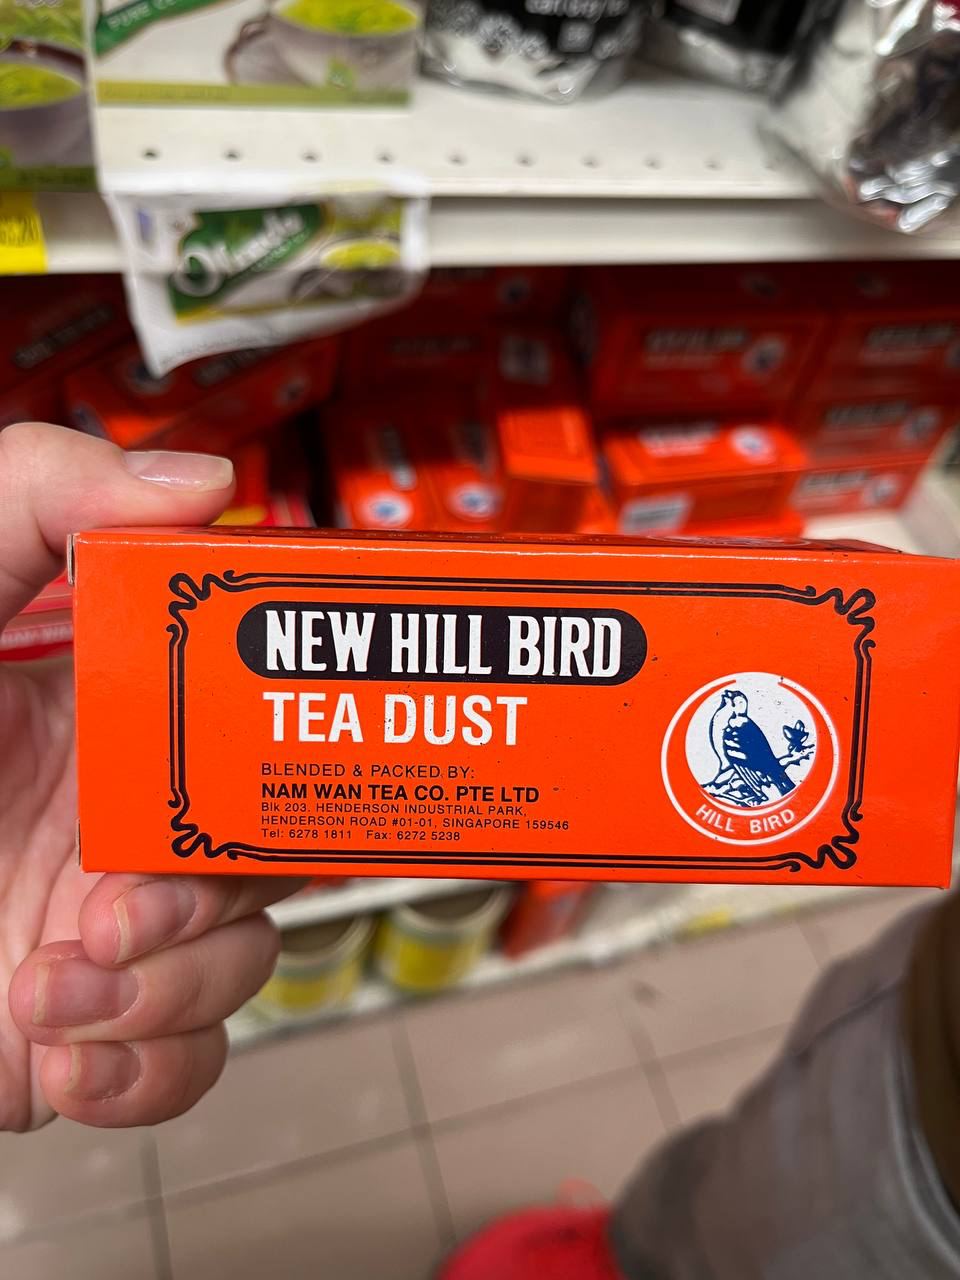 NEW HILL BIRD
TEA DUST
BLENDED & PACKED BY:
NAM WAN TEA CO. PTE LTD
Blk 203. HENDERSON INDUSTRIAL PARK,
HENDERSON ROAD #01-01, SINGAPORE 159546
Tel: 6278 1811 Fax: 6272 5238
HILL BIRD